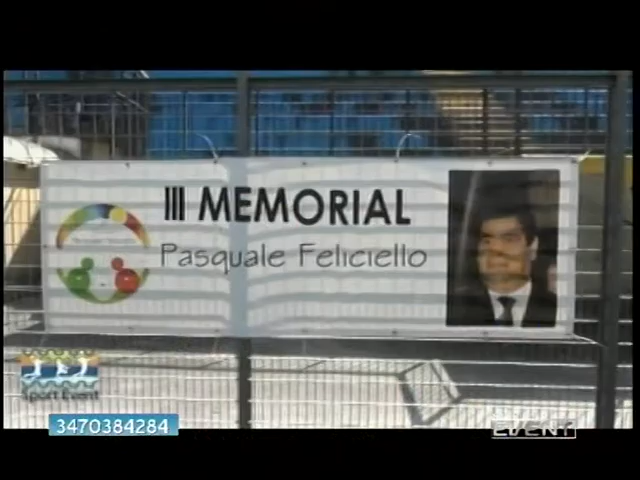 III MEMORIAL
Pasquale Feliciello
Sport Event
3470384284
EVENT